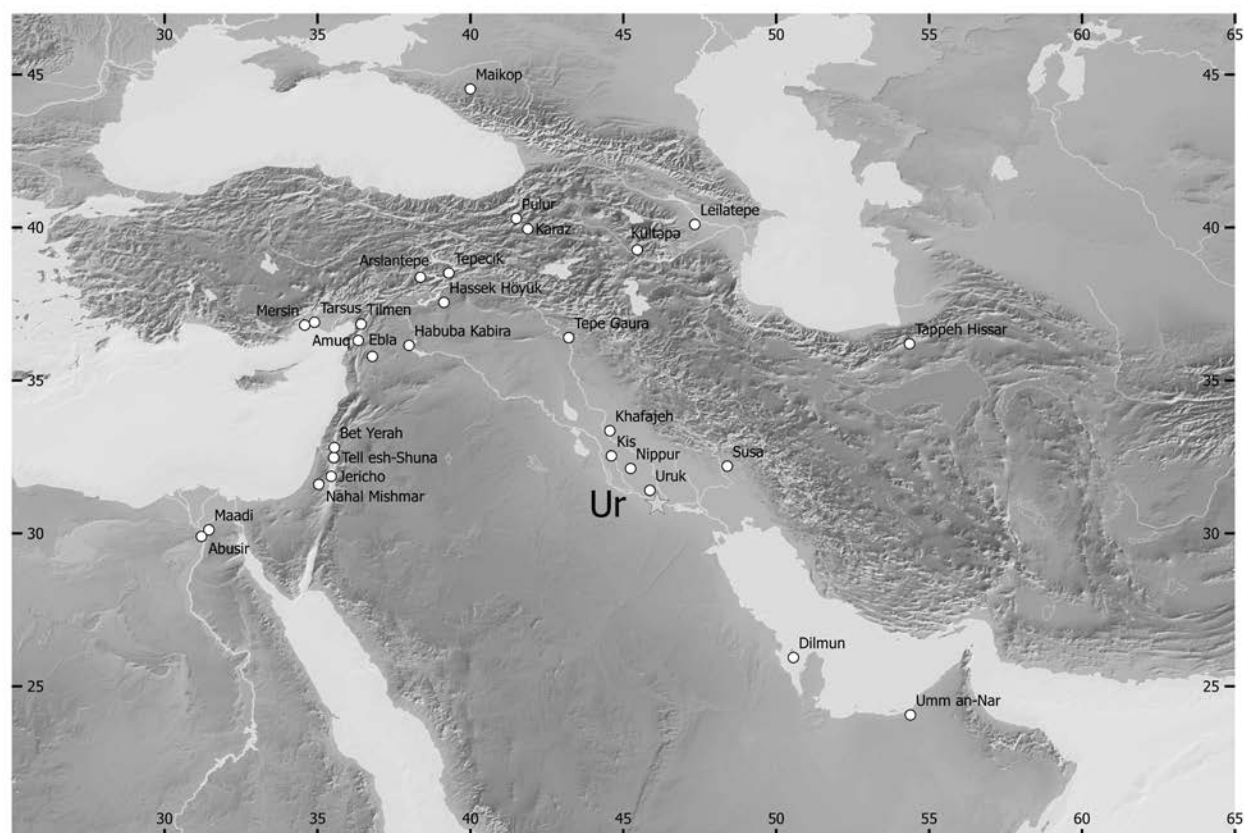 30 35 40 45 50 55 60 65
45 45
Maikop
Pulur
Leilatepe
40 Karaz 40
Kültəpə
Arslantepe Tepecik
Hassek Höyük
Mersin Tarsus Tilmen
Habuba Kabira
Tepe Gaura
Amuq Ebla
Tappeh Hissar
35 35
Khafajeh
Bet Yerah
Kis
Tell esh-Shuna
Nippur
Susa
Jericho
Uruk
Nahal Mishmar
Ur
Maadi
30 30
Abusir
Dilmun
25 25
Umm an-Nar
30 35 40 45 50 55 60 65